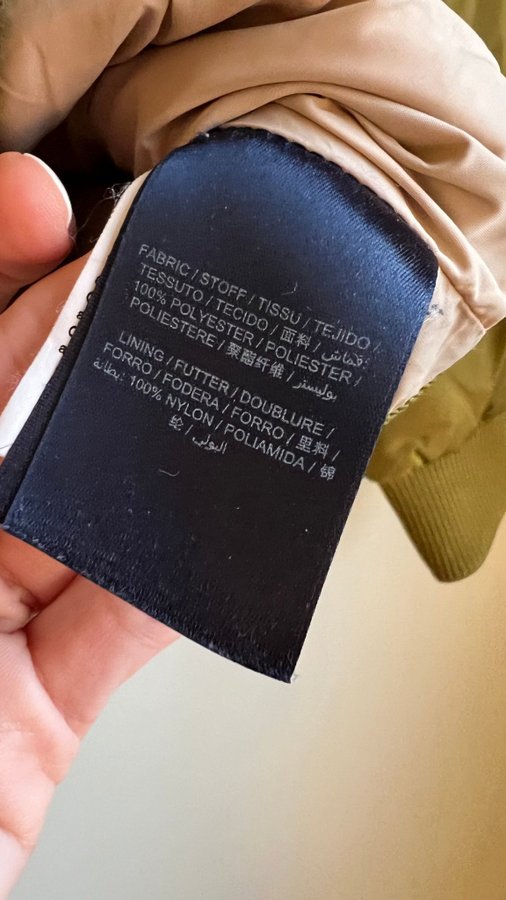 FABRIC / STOFF / TISSU / TEJIDO /
TESSUTO / TECIDO / 面料 / قماش:
100% POLYESTER / POLIESTER /
POLIESTERE / 聚酯纤维 / بوليستر
LINING / FUTTER / DOUBLURE /
FORRO / FODERA / FORRO / 里料 /
بطانة: 100% NYLON / POLIAMIDA / 锦
纶 / البولي